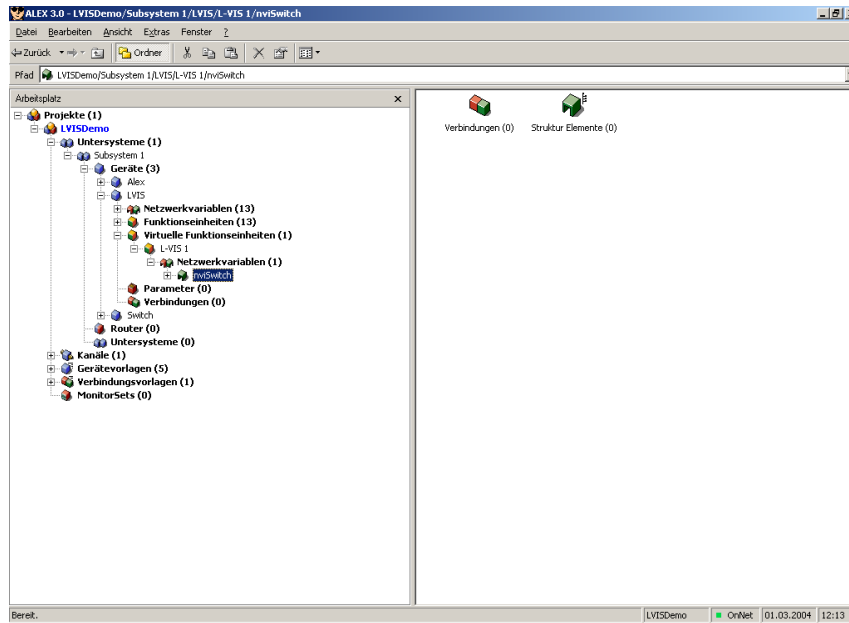 ALEX 3.0 - LVISDemo/Subsystem 1/LVIS/L-VIS 1/nviSwitch
Datei Bearbeiten Ansicht Extras Fenster ?
Zurück Ordner
Pfad LVISDemo/Subsystem 1/LVIS/L-VIS 1/nviSwitch
Arbeitsplatz
Projekte (1)
LVISDemo
Untersysteme (1)
Subsystem 1
Geräte (3)
Alex
LVIS
Netzwerkvariablen (13)
Funktionseinheiten (13)
Virtuelle Funktionseinheiten (1)
L-VIS 1
Netzwerkvariablen (1)
nviSwitch
Parameter (0)
Verbindungen (0)
Switch
Router (0)
Untersysteme (0)
Kanäle (1)
Gerätevorlagen (5)
Verbindungsvorlagen (1)
MonitorSets (0)
Verbindungen (0) Struktur Elemente (0)
Bereit. LVISDemo OnNet 01.03.2004 12:13